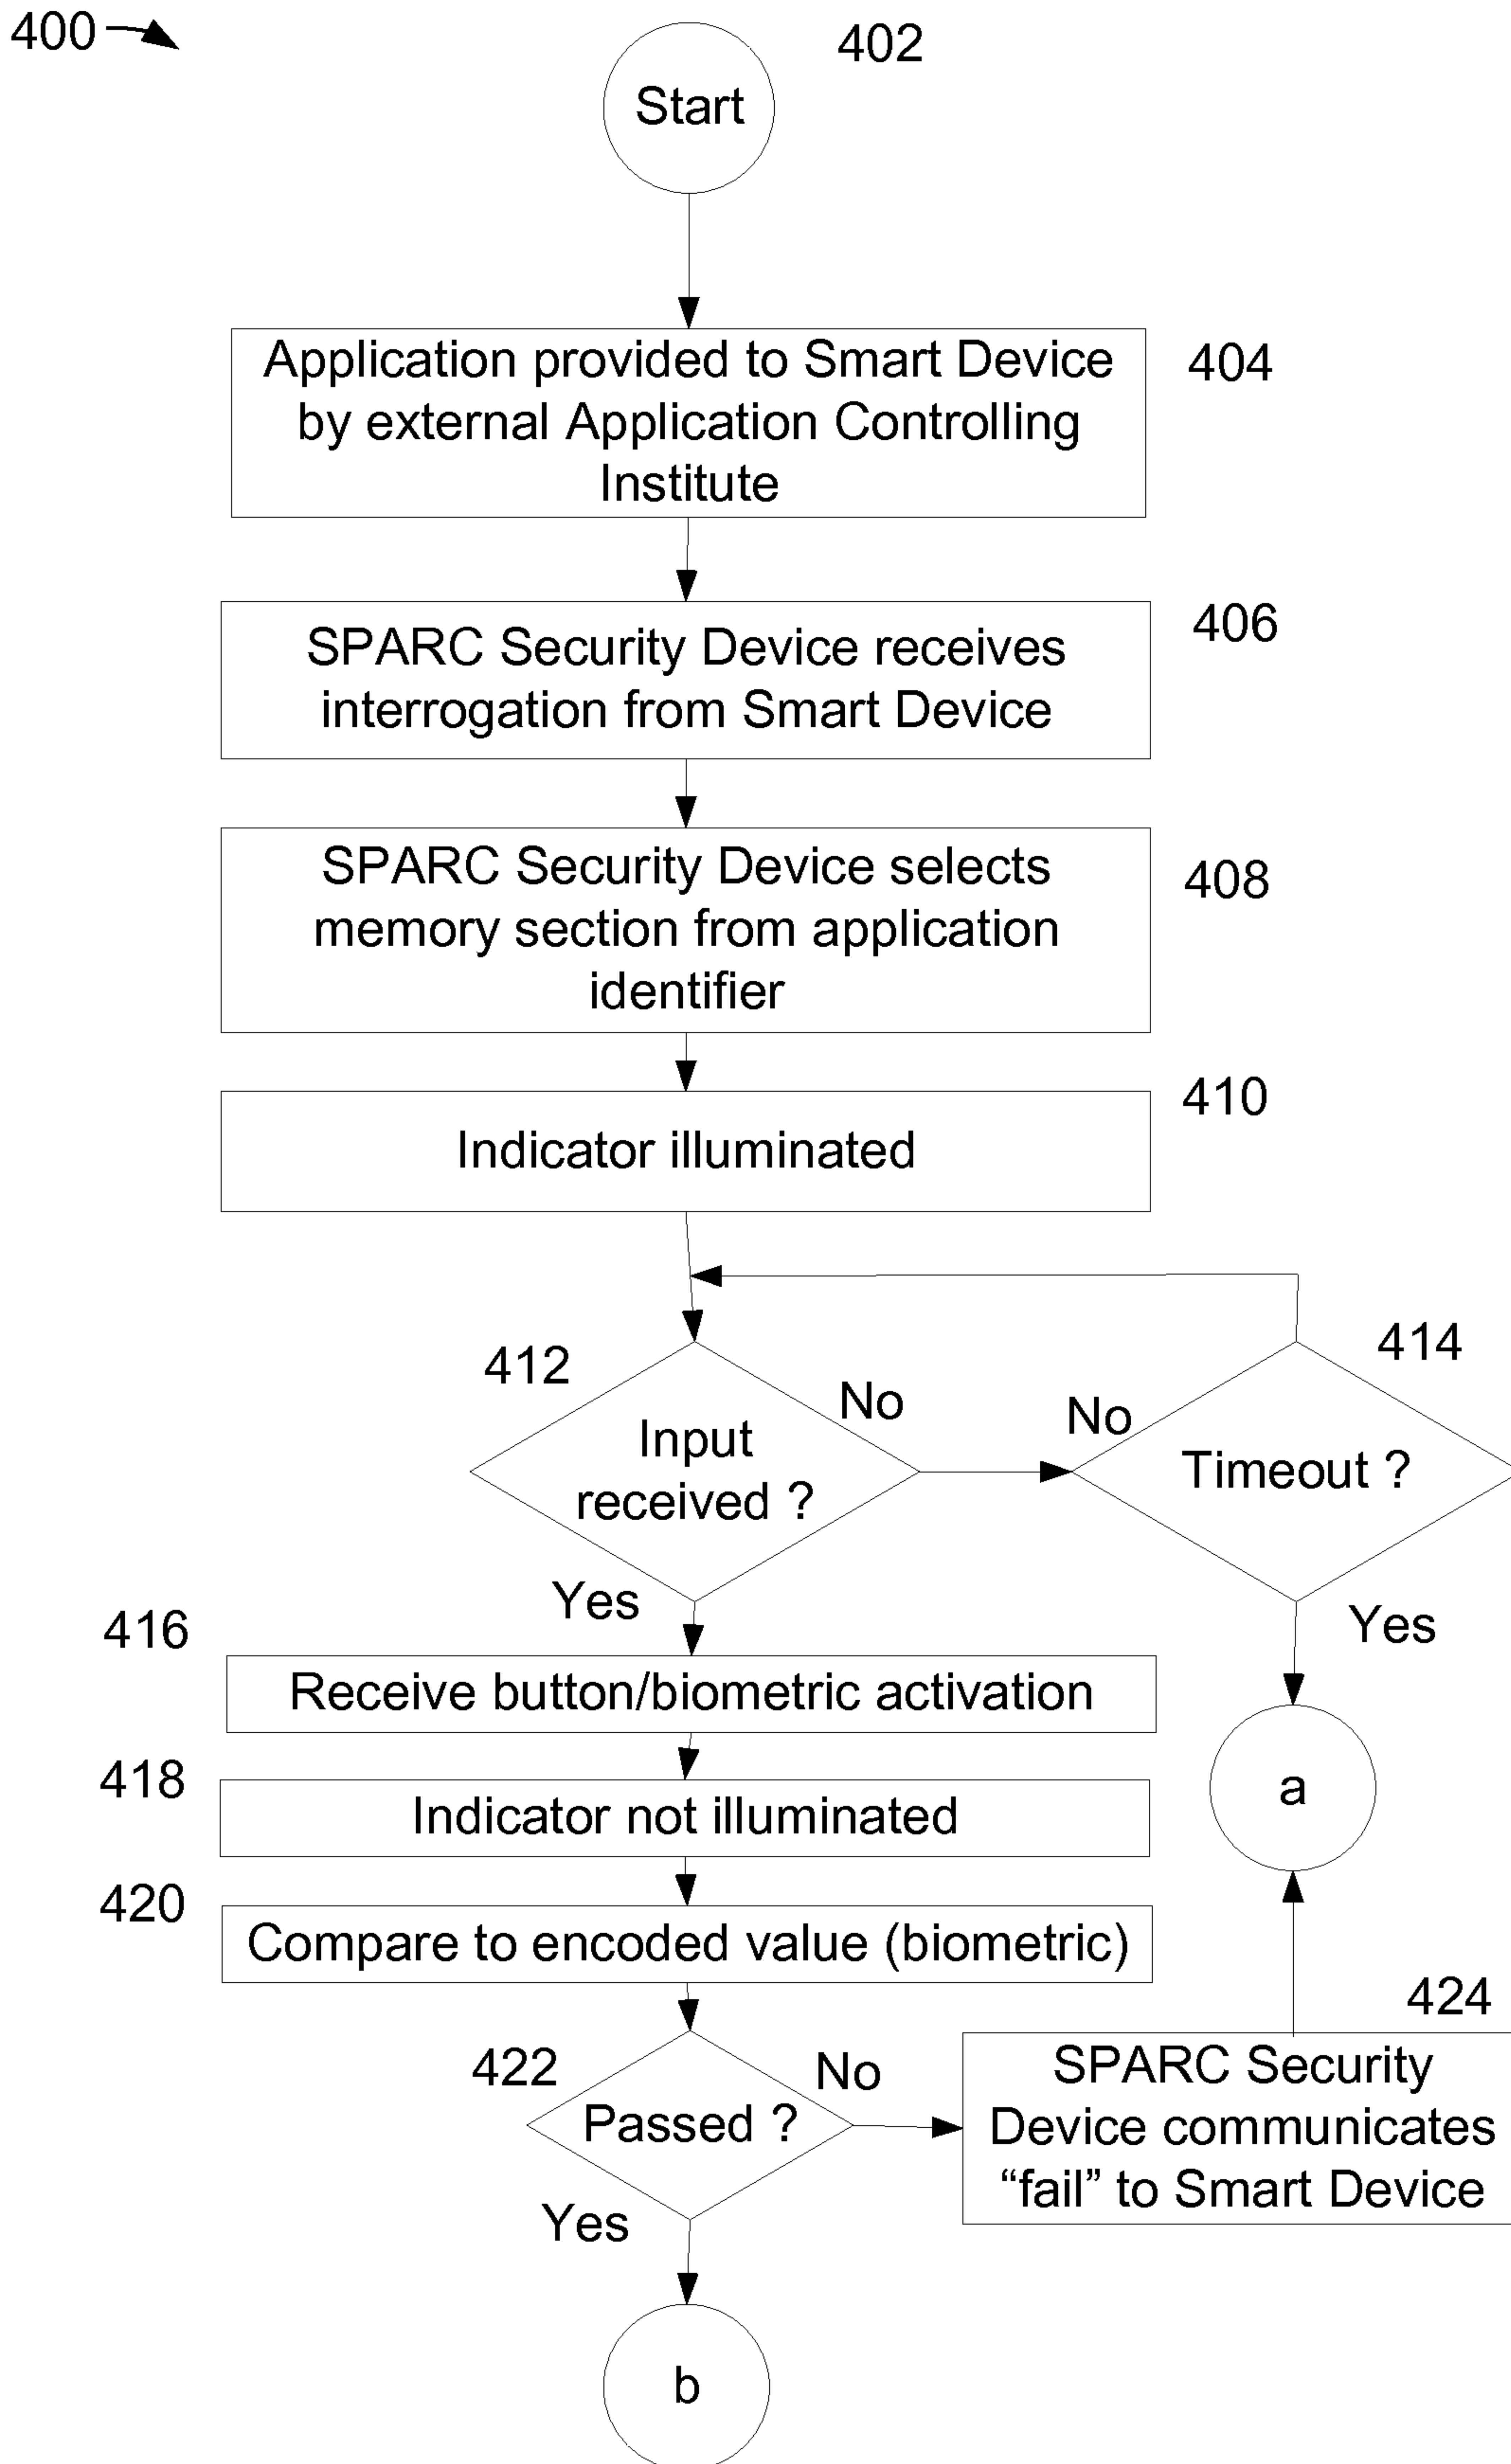 400
402
Start
Application provided to Smart Device
by external Application Controlling
Institute
404
SPARC Security Device receives
interrogation from Smart Device
406
SPARC Security Device selects
memory section from application
identifier
408
Indicator illuminated
410
412
Input
received ?
No
No
414
Timeout ?
Yes
Yes
416
Receive button/biometric activation
a
418
Indicator not illuminated
420
Compare to encoded value (biometric)
422
Passed ?
No
424
SPARC Security
Device communicates
“fail” to Smart Device
Yes
b